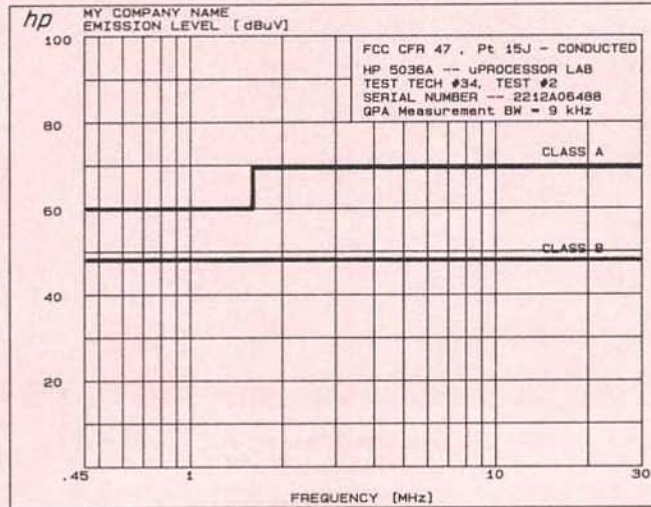 hp
MY COMPANY NAME
EMISSION LEVEL [dBuV]
100
FCC CFR 47 , Pt 15J - CONDUCTED
HP 5036A -- uPROCESSOR LAB
TEST TECH #34, TEST #2
SERIAL NUMBER -- 2212A06488
QPA Measurement BW = 9 kHz
80
CLASS A
60
CLASS B
40
20
.45
1
10
30
FREQUENCY [MHz]